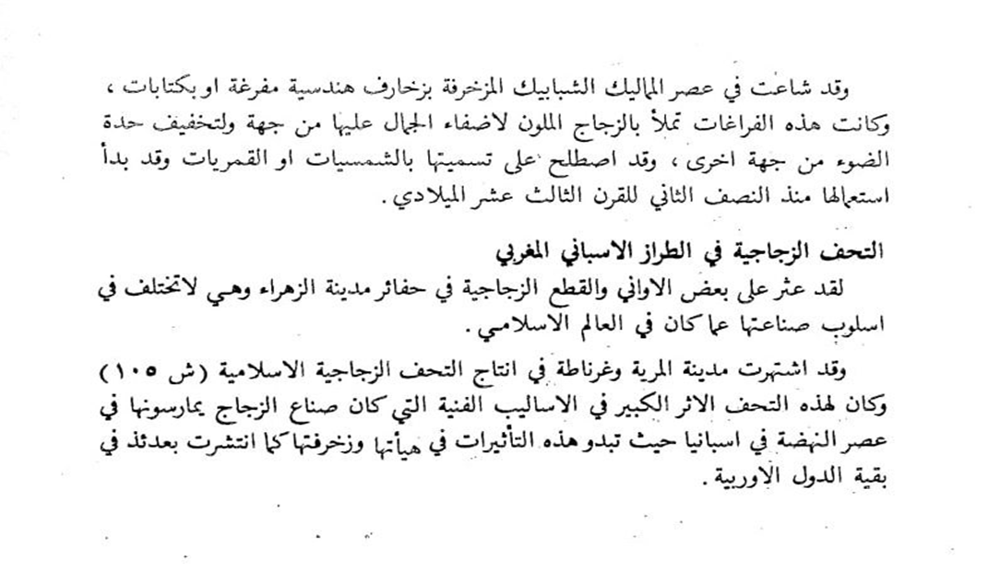 وقد شاعت في عصر المماليك الشبابيك المزخرفة بزخارف هندسية مفرغة او بكتابات ،
وكانت هذه الفراغات تملأ بالزجاج الملون لاضفاء الجمال عليها من جهة ولتخفيف حدة
الضوء من جهة اخرى ، وقد اصطلح على تسميتها بالشمسيات او القمريات وقد بدأ
استعمالها منذ النصف الثاني للقرن الثالث عشر الميلادي .
التحف الزجاجية في الطراز الاسباني المغربي
لقد عثر على بعض الاواني والقطع الزجاجية في حفائر مدينة الزهراء وهي لاتختلف في
اسلوب صناعتها عما كان في العالم الاسلامي .
وقد اشتهرت مدينة المرية وغرناطة في انتاج التحف الزجاجية الاسلامية (ش ١٠٥)
وكان لهذه التحف الاثر الكبير في الاساليب الفنية التي كان صناع الزجاج يمارسونها في
عصر النهضة في اسبانيا حيث تبدو هذه التأثيرات في هيأتها وزخرفتها كما انتشرت بعدئذ في
بقية الدول الاوربية .